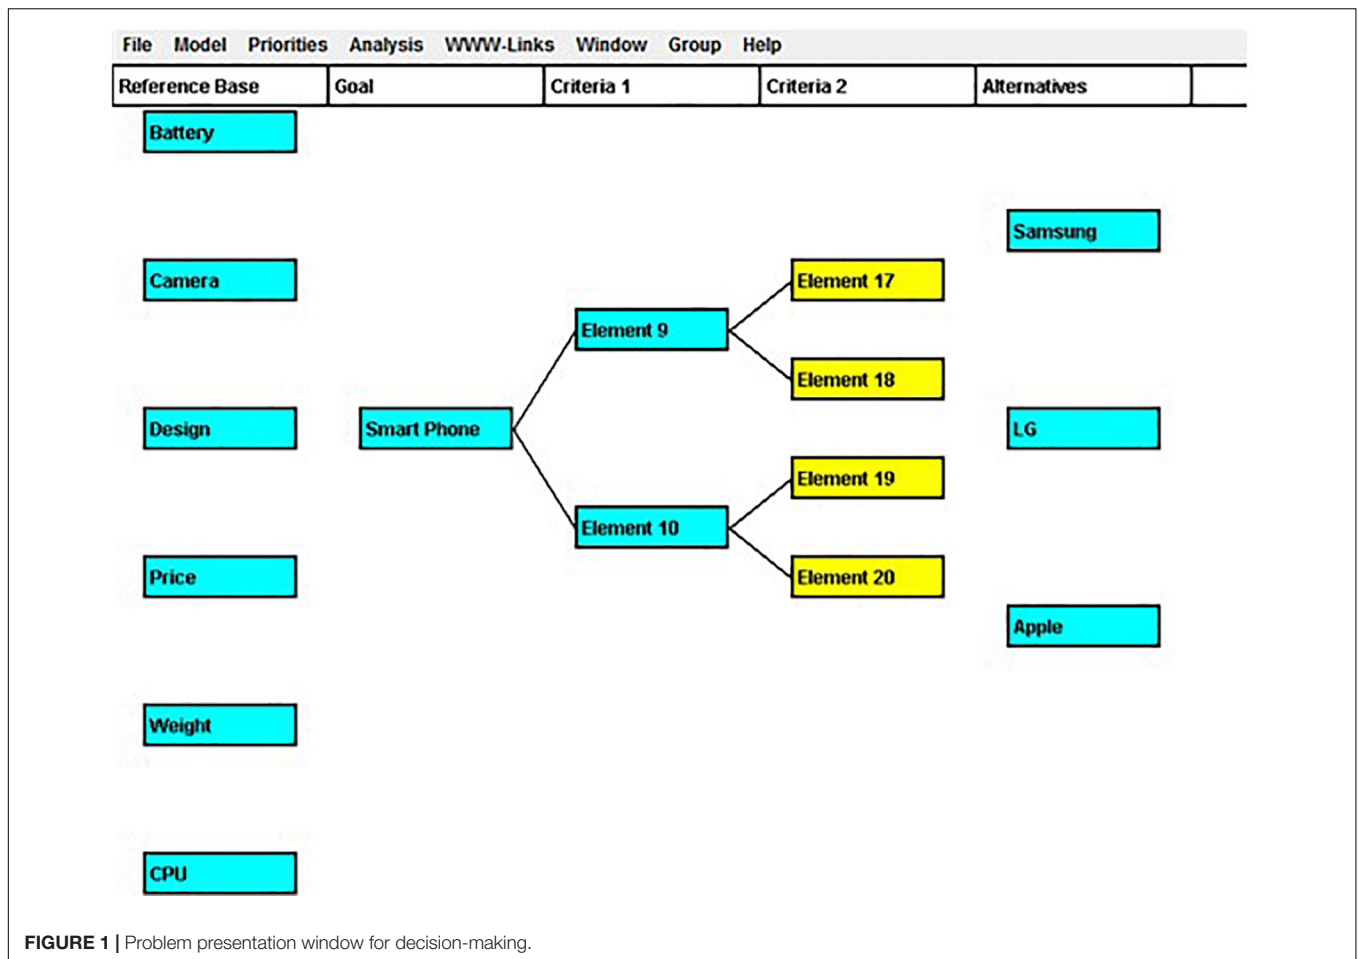 File Model Priorities Analysis WWW-Links Window Group Help
Reference Base Goal Criteria 1 Criteria 2 Alternatives
Battery
Samsung
Camera
Element 17
Element 9
Element 18
Design
Smart Phone
LG
Element 19
Element 10
Price
Element 20
Apple
Weight
CPU
FIGURE 1 | Problem presentation window for decision-making.